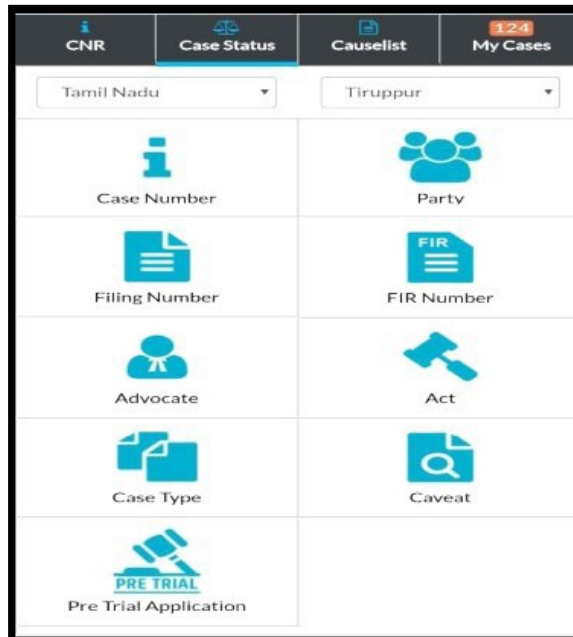 CNR
Case Status
Causelist
124
My Cases
Tamil Nadu
Tiruppur
Case Number
Party
Filing Number
FIR
FIR Number
Advocate
Act
Case Type
Caveat
PRE TRIAL
Pre Trial Application